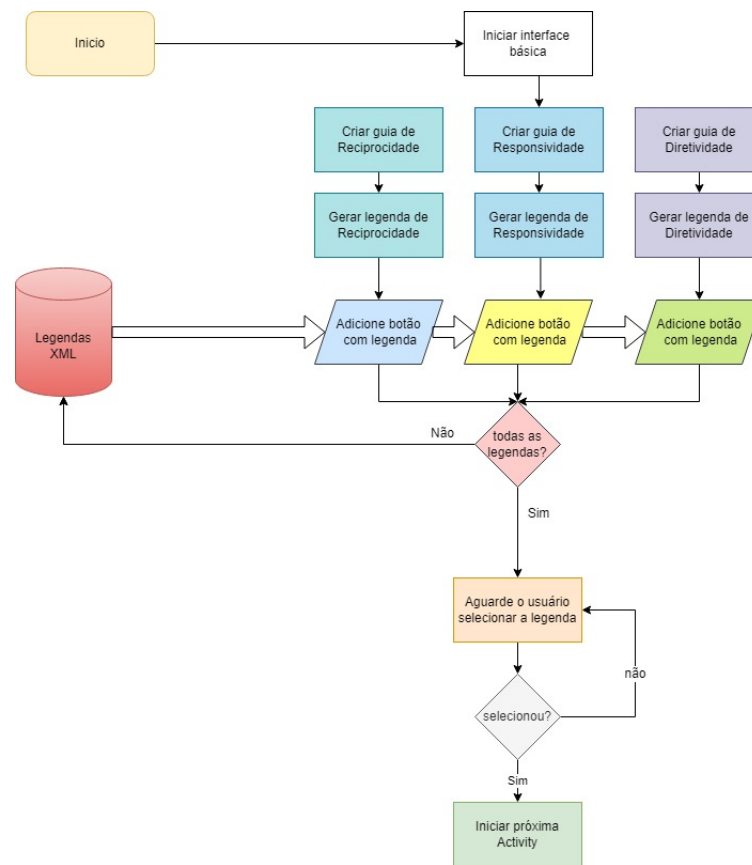 Inicio
Iniciar interface
básica
Criar guia de
Reciprocidade
Criar guia de
Responsividade
Criar guia de
Diretividade
Gerar legenda de
Reciprocidade
Gerar legenda de
Responsividade
Gerar legenda de
Diretividade
Legendas
XML
Adicione botão
com legenda
Adicione botão
com legenda
Adicione botão
com legenda
Não
todas as
legendas?
Sim
Aguarde o usuário
selecionar a legenda
não
selecionou?
Sim
Iniciar próxima
Activity